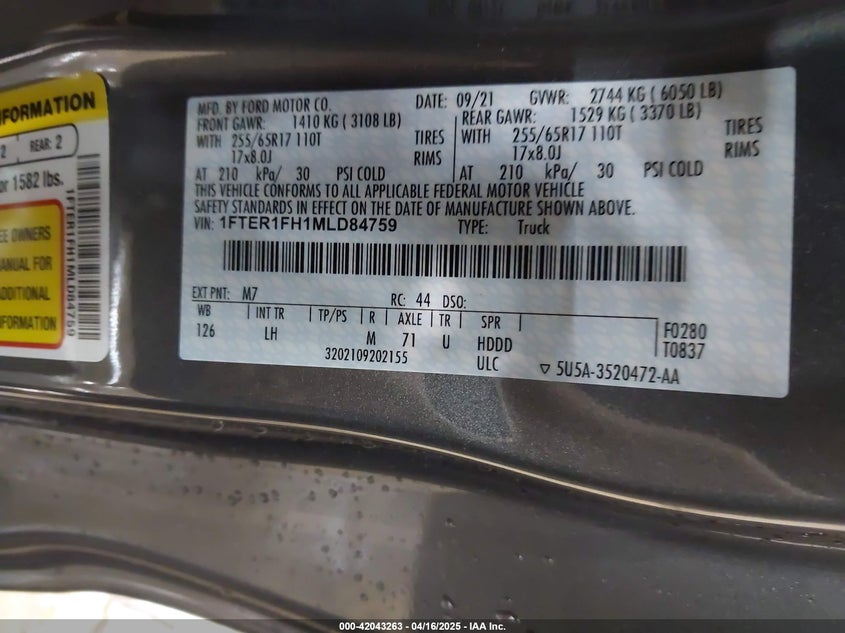 FORMATION
2
REAR: 2
or 1582 lbs.
EE OWNERS
ANUAL FOR
ADDITIONAL
FORMATION
1FTER1FH1MLD84759
MFD. BY FORD MOTOR CO.
DATE: 09/21
GVWR: 2744 KG ( 6050 LB)
FRONT GAWR: 1410 KG ( 3108 LB)
REAR GAWR: 1529 KG ( 3370 LB)
WITH 255/65R17 110T TIRES
WITH 255/65R17 110T TIRES
17x8.0J RIMS
17x8.0J RIMS
AT 210 kPa/ 30 PSI COLD
AT 210 kPa/ 30 PSI COLD
THIS VEHICLE CONFORMS TO ALL APPLICABLE FEDERAL MOTOR VEHICLE
SAFETY STANDARDS IN EFFECT ON THE DATE OF MANUFACTURE SHOWN ABOVE.
VIN: 1FTER1FH1MLD84759
TYPE: Truck
EXT PNT: M7 RC: 44 DSO:
WB INT TR TP/PS R AXLE TR SPR
126 LH M 71 U HDDD
F0280
T0837
3202109202155
ULC
5U5A-3520472-AA
000-42043263 - 04/16/2025 - IAA Inc.